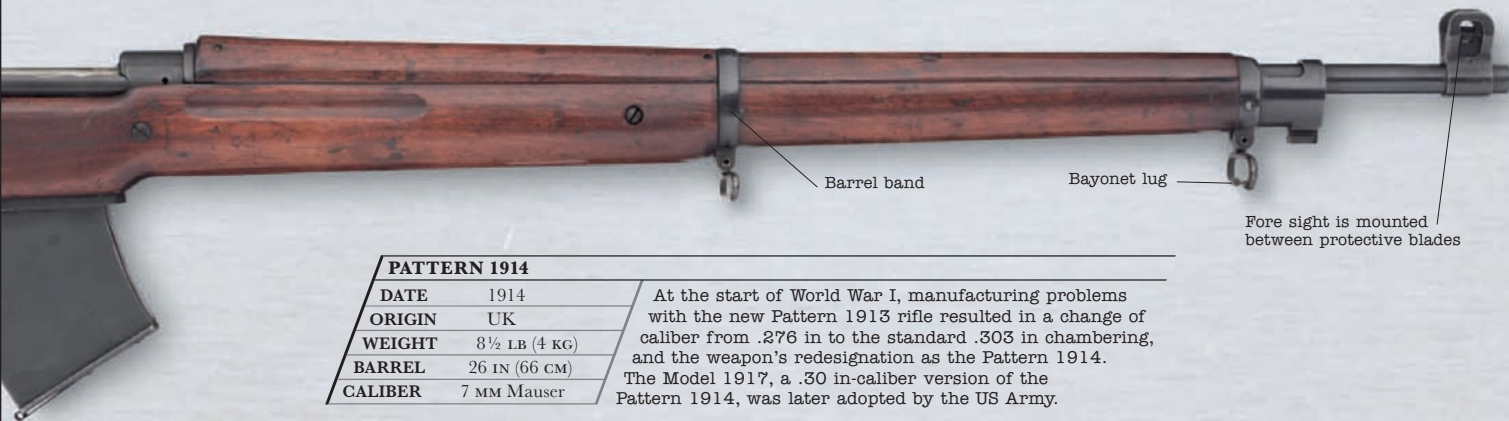 Barrel band
Bayonet lug
Fore sight is mounted
between protective blades
PATTERN 1914
DATE 1914
ORIGIN UK
WEIGHT 8½ LB (4 KG)
BARREL 26 IN (66 CM)
CALIBER 7 MM Mauser
At the start of World War I, manufacturing problems
with the new Pattern 1913 rifle resulted in a change of
caliber from .276 in to the standard .303 in chambering,
and the weapon's redesignation as the Pattern 1914.
The Model 1917, a .30 in-caliber version of the
Pattern 1914, was later adopted by the US Army.